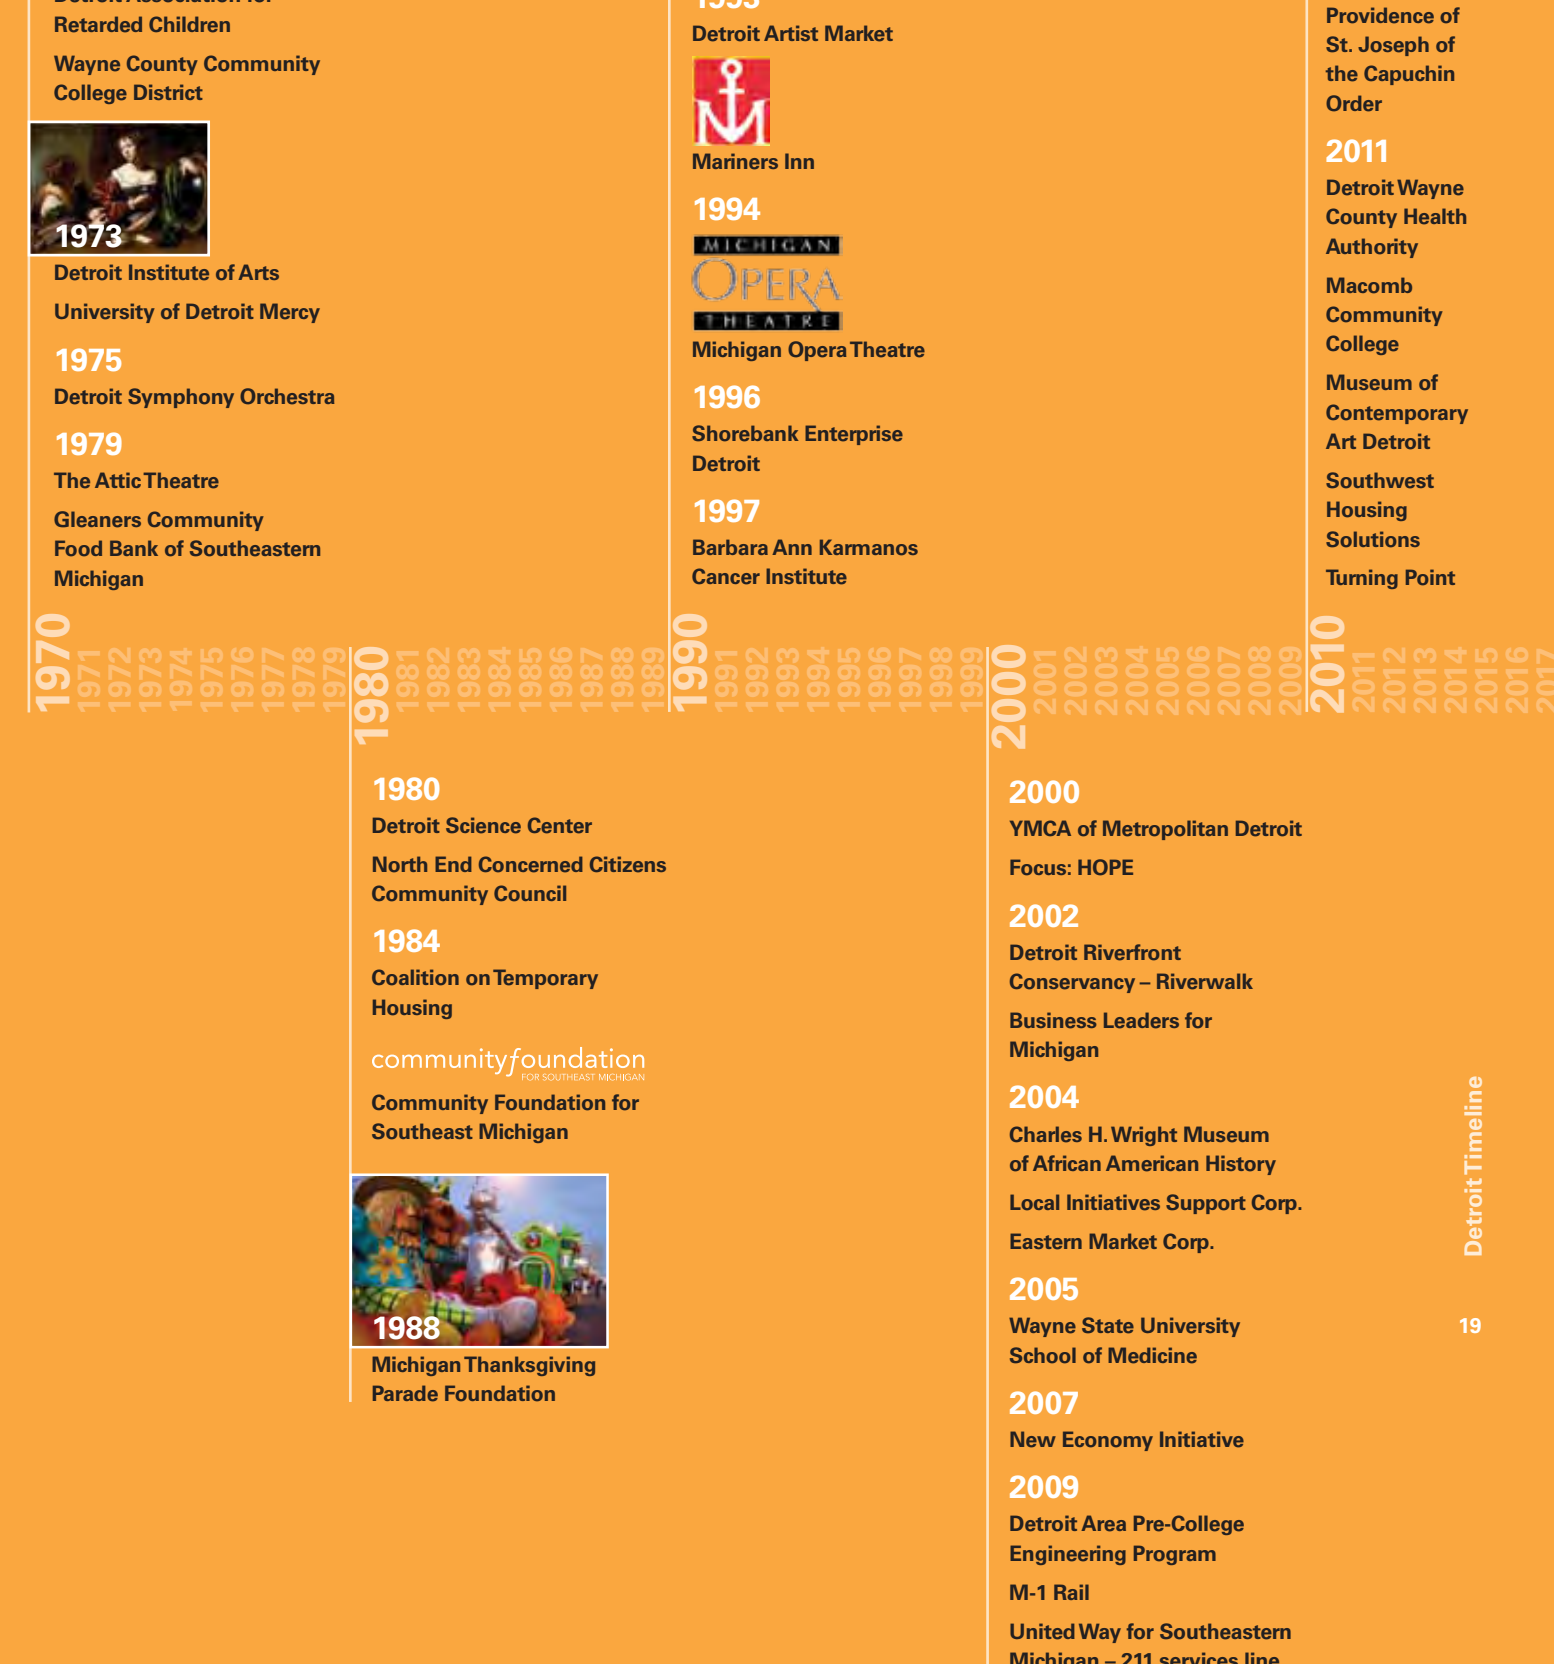 Retarded Children
Wayne County Community
College District
1973
Detroit Institute of Arts
University of Detroit Mercy
1975
Detroit Symphony Orchestra
1979
The Attic Theatre
Gleaners Community
Food Bank of Southeastern
Michigan
Detroit Artist Market
M
Mariners Inn
1994
MICHIGAN
OPERA
THEATRE
Michigan Opera Theatre
1996
Shorebank Enterprise
Detroit
1997
Barbara Ann Karmanos
Cancer Institute
Providence of
St. Joseph of
the Capuchin
Order
2011
Detroit Wayne
County Health
Authority
Macomb
Community
College
Museum of
Contemporary
Art Detroit
Southwest
Housing
Solutions
Turning Point
1970
1971
1972
1973
1974
1975
1976
1977
1978
1979
1980
1981
1982
1983
1984
1985
1986
1987
1988
1989
1990
1991
1992
1993
1994
1995
1996
1997
1998
1999
2000
2001
2002
2003
2004
2005
2006
2007
2008
2009
2010
2011
2012
2013
2014
2015
2016
2017
1980
Detroit Science Center
North End Concerned Citizens
Community Council
1984
Coalition on Temporary
Housing
communityfoundation
FOR SOUTHEAST MICHIGAN
Community Foundation for
Southeast Michigan
1988
Michigan Thanksgiving
Parade Foundation
2000
YMCA of Metropolitan Detroit
Focus: HOPE
2002
Detroit Riverfront
Conservancy – Riverwalk
Business Leaders for
Michigan
2004
Charles H. Wright Museum
of African American History
Local Initiatives Support Corp.
Eastern Market Corp.
2005
Wayne State University
School of Medicine
2007
New Economy Initiative
2009
Detroit Area Pre-College
Engineering Program
M-1 Rail
United Way for Southeastern
Michigan – 211 services line
Detroit Timeline
19